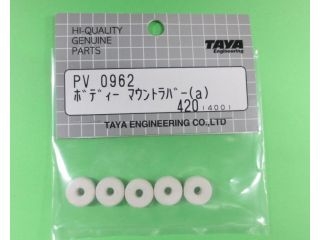 HI-QUALITY
GENUINE
PARTS
TAYA
Engineering
PV 0962
ﾎﾞﾃﾞｨｰ ﾏｳﾝﾄﾗﾊﾞｰ(a)
420(400)
TAYA ENGINEERING CO.,LTD